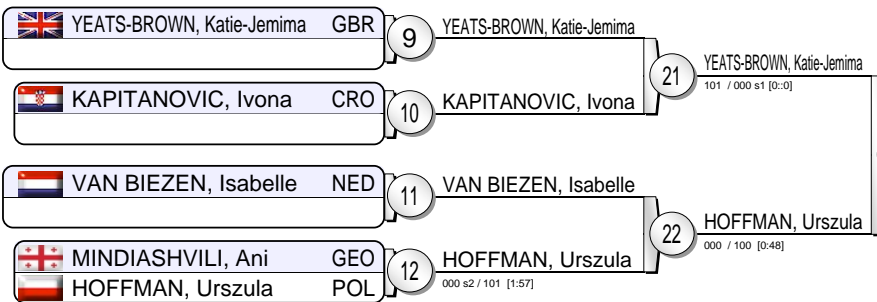 YEATS-BROWN, Katie-Jemima GBR
9
YEATS-BROWN, Katie-Jemima
21
YEATS-BROWN, Katie-Jemima
101 / 000 s1 [0::0]
KAPITANOVIC, Ivona CRO
10
KAPITANOVIC, Ivona
VAN BIEZEN, Isabelle NED
11
VAN BIEZEN, Isabelle
22
HOFFMAN, Urszula
000 / 100 [0:48]
MINDIASHVILI, Ani GEO
HOFFMAN, Urszula POL
12
HOFFMAN, Urszula
000 s2 / 101 [1:57]